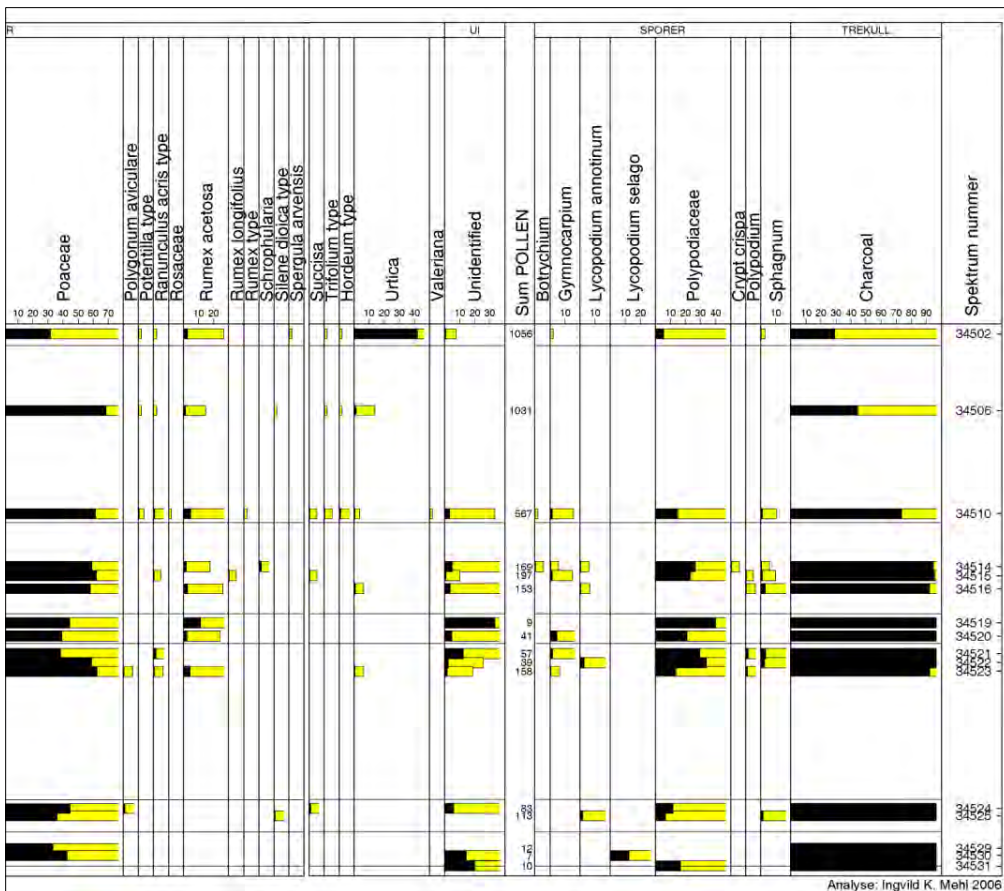 R UI SPORER TREKULL
Poaceae
Polygonum aviculare
Potentilla type
Ranunculus acris type
Rosaceae
Rumex acetosa
Rumex longifolius
Rumex type
Schrophularia
Silene dioica type
Spergula arvensis
Succisa
Trifolium type
Hordeum type
Urtica
Valeriana
Unidentified
Sum POLLEN
Botrychium
Gymnocarpium
Lycopodium annotinum
Lycopodium selago
Polypodiaceae
Crypt crispa
Polypodium
Sphagnum
Charcoal
Spektrum nummer
10 20 30 40 50 60 70 10 20 10 20 30 40 10 20 30 10 10 10 20 10 20 30 40 10 10 20 30 40 50 60 70 80 90
1056 34502
1031 34506
567 34510
169 34514
197 34515
153 34516
9 34519
41 34520
57 34521
39 34522
158 34523
83 34524
113 34525
12 34529
7 34530
10 34531
Analyse: Ingvild K. Mehl 2006